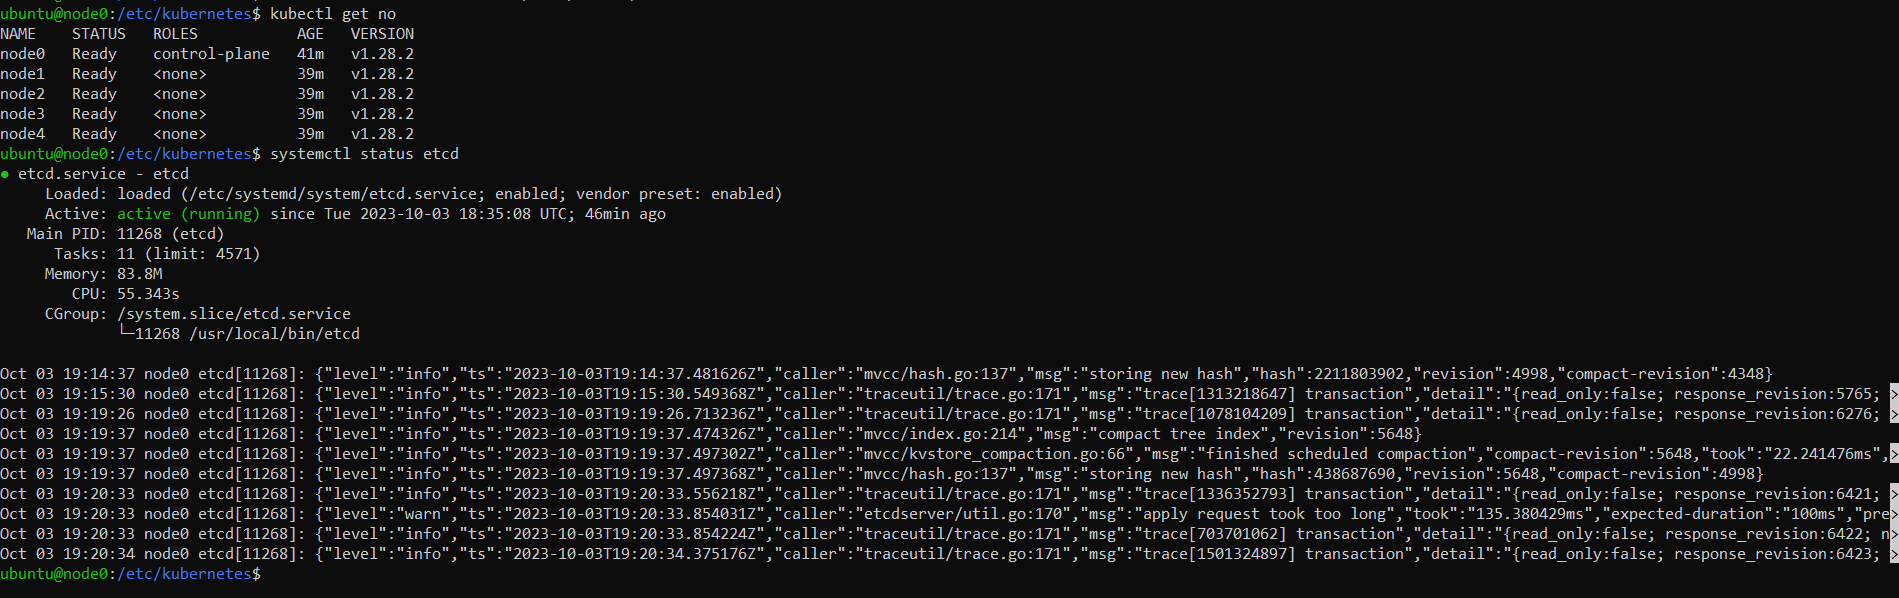 ubuntu@node0:/etc/kubernetes$ kubectl get no
NAME    STATUS   ROLES           AGE   VERSION
node0   Ready    control-plane   41m   v1.28.2
node1   Ready    <none>          39m   v1.28.2
node2   Ready    <none>          39m   v1.28.2
node3   Ready    <none>          39m   v1.28.2
node4   Ready    <none>          39m   v1.28.2
ubuntu@node0:/etc/kubernetes$ systemctl status etcd
● etcd.service - etcd
     Loaded: loaded (/etc/systemd/system/etcd.service; enabled; vendor preset: enabled)
     Active: active (running) since Tue 2023-10-03 18:35:08 UTC; 46min ago
   Main PID: 11268 (etcd)
      Tasks: 11 (limit: 4571)
     Memory: 83.8M
        CPU: 55.343s
     CGroup: /system.slice/etcd.service
             └─11268 /usr/local/bin/etcd

Oct 03 19:14:37 node0 etcd[11268]: {"level":"info","ts":"2023-10-03T19:14:37.481626Z","caller":"mvcc/hash.go:137","msg":"storing new hash","hash":2211803902,"revision":4998,"compact-revision":4348}
Oct 03 19:15:30 node0 etcd[11268]: {"level":"info","ts":"2023-10-03T19:15:30.549368Z","caller":"traceutil/trace.go:171","msg":"trace[1313218647] transaction","detail":"{read_only:false; response_revision:5765; >
Oct 03 19:19:26 node0 etcd[11268]: {"level":"info","ts":"2023-10-03T19:19:26.713236Z","caller":"traceutil/trace.go:171","msg":"trace[1078104209] transaction","detail":"{read_only:false; response_revision:6276; >
Oct 03 19:19:37 node0 etcd[11268]: {"level":"info","ts":"2023-10-03T19:19:37.474326Z","caller":"mvcc/index.go:214","msg":"compact tree index","revision":5648}
Oct 03 19:19:37 node0 etcd[11268]: {"level":"info","ts":"2023-10-03T19:19:37.497302Z","caller":"mvcc/kvstore_compaction.go:66","msg":"finished scheduled compaction","compact-revision":5648,"took":"22.241476ms",>
Oct 03 19:19:37 node0 etcd[11268]: {"level":"info","ts":"2023-10-03T19:19:37.497368Z","caller":"mvcc/hash.go:137","msg":"storing new hash","hash":438687690,"revision":5648,"compact-revision":4998}
Oct 03 19:20:33 node0 etcd[11268]: {"level":"info","ts":"2023-10-03T19:20:33.556218Z","caller":"traceutil/trace.go:171","msg":"trace[1336352793] transaction","detail":"{read_only:false; response_revision:6421; >
Oct 03 19:20:33 node0 etcd[11268]: {"level":"warn","ts":"2023-10-03T19:20:33.854031Z","caller":"etcdserver/util.go:170","msg":"apply request took too long","took":"135.380429ms","expected-duration":"100ms","pre>
Oct 03 19:20:33 node0 etcd[11268]: {"level":"info","ts":"2023-10-03T19:20:33.854224Z","caller":"traceutil/trace.go:171","msg":"trace[703701062] transaction","detail":"{read_only:false; response_revision:6422; n>
Oct 03 19:20:34 node0 etcd[11268]: {"level":"info","ts":"2023-10-03T19:20:34.375176Z","caller":"traceutil/trace.go:171","msg":"trace[1501324897] transaction","detail":"{read_only:false; response_revision:6423; >
ubuntu@node0:/etc/kubernetes$